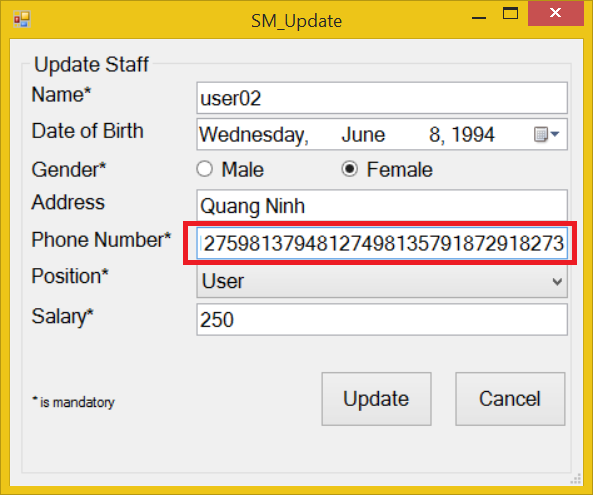 SM_Update
Update Staff
Name* user02
Date of Birth Wednesday, June 8, 1994
Gender* Male Female
Address Quang Ninh
Phone Number* 27598137948127498135791872918273
Position* User
Salary* 250
* is mandatory Update Cancel